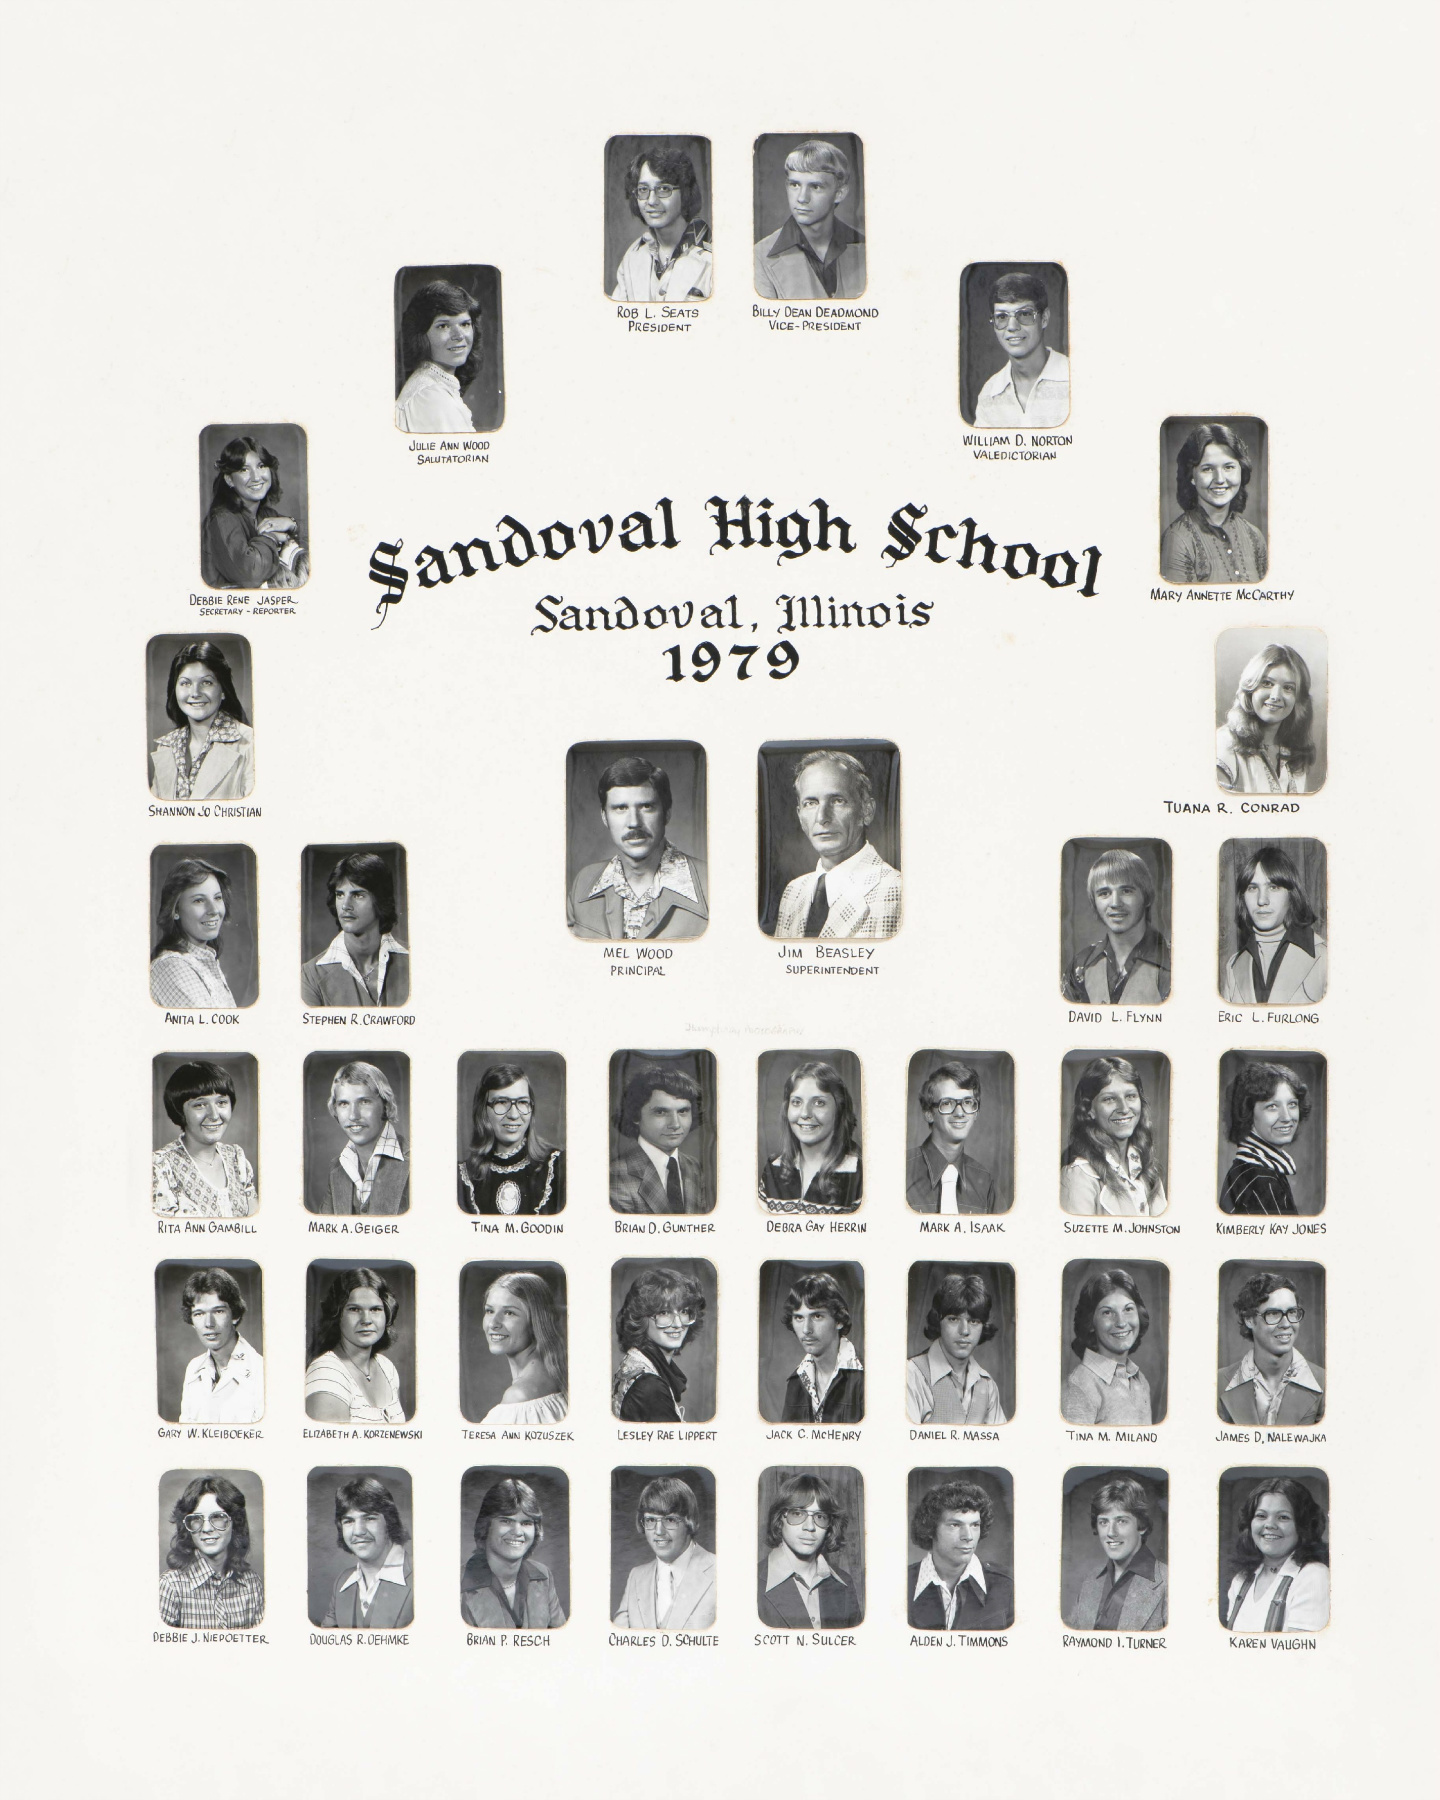 ROB L. SEATS
PRESIDENT
BILLY DEAN DEADMOND
VICE-PRESIDENT
JULIE ANN WOOD
SALUTATORIAN
WILLIAM D. NORTON
VALEDICTORIAN
DEBBIE RENE JASPER
SECRETARY - REPORTER
MARY ANNETTE McCARTHY
Sandoval High School
Sandoval, Illinois
1979
SHANNON JO CHRISTIAN
TUANA R. CONRAD
MEL WOOD
PRINCIPAL
JIM BEASLEY
SUPERINTENDENT
ANITA L. COOK
STEPHEN R. CRAWFORD
DAVID L. FLYNN
ERIC L. FURLONG
RITA ANN GAMBILL
MARK A. GEIGER
TINA M. GOODIN
BRIAN D. GUNTHER
DEBRA GAY HERRIN
MARK A. ISAAK
SUZETTE M. JOHNSTON
KIMBERLY KAY JONES
GARY W. KLEIBOEKER
ELIZABETH A. KORZENEWSKI
TERESA ANN KOZUSZEK
LESLEY RAE LIPPERT
JACK C. McHENRY
DANIEL R. MASSA
TINA M. MILANO
JAMES D. NALEWAJKA
DEBBIE J. NIEPOETTER
DOUGLAS R. OEHMKE
BRIAN P. RESCH
CHARLES D. SCHULTE
SCOTT N. SULCER
ALDEN J. TIMMONS
RAYMOND I. TURNER
KAREN VAUGHN